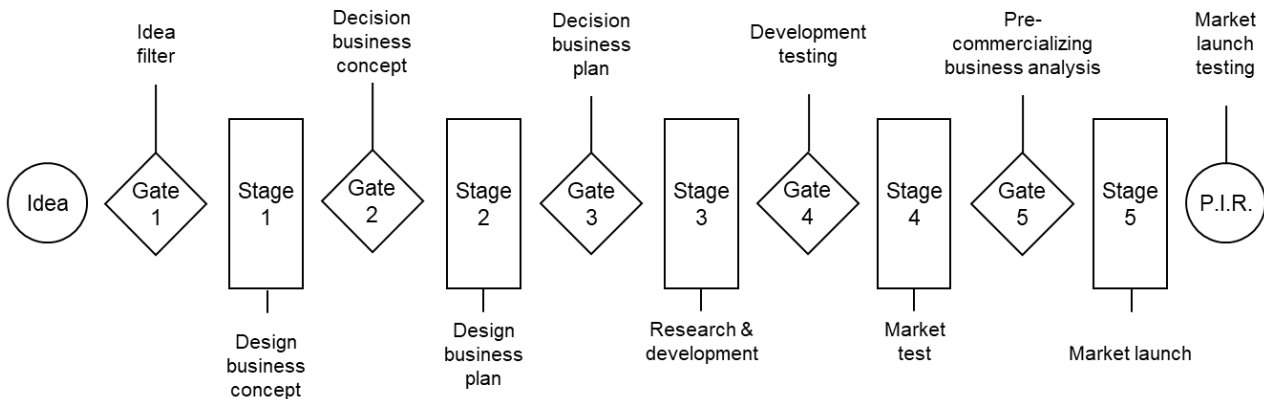 Idea
filter
Decision
business
concept
Decision
business
plan
Development
testing
Pre-
commercializing
business analysis
Market
launch
testing
Idea
Gate
1
Stage
1
Gate
2
Stage
2
Gate
3
Stage
3
Gate
4
Stage
4
Gate
5
Stage
5
P.I.R.
Design
business
concept
Design
business
plan
Research &
development
Market
test
Market launch